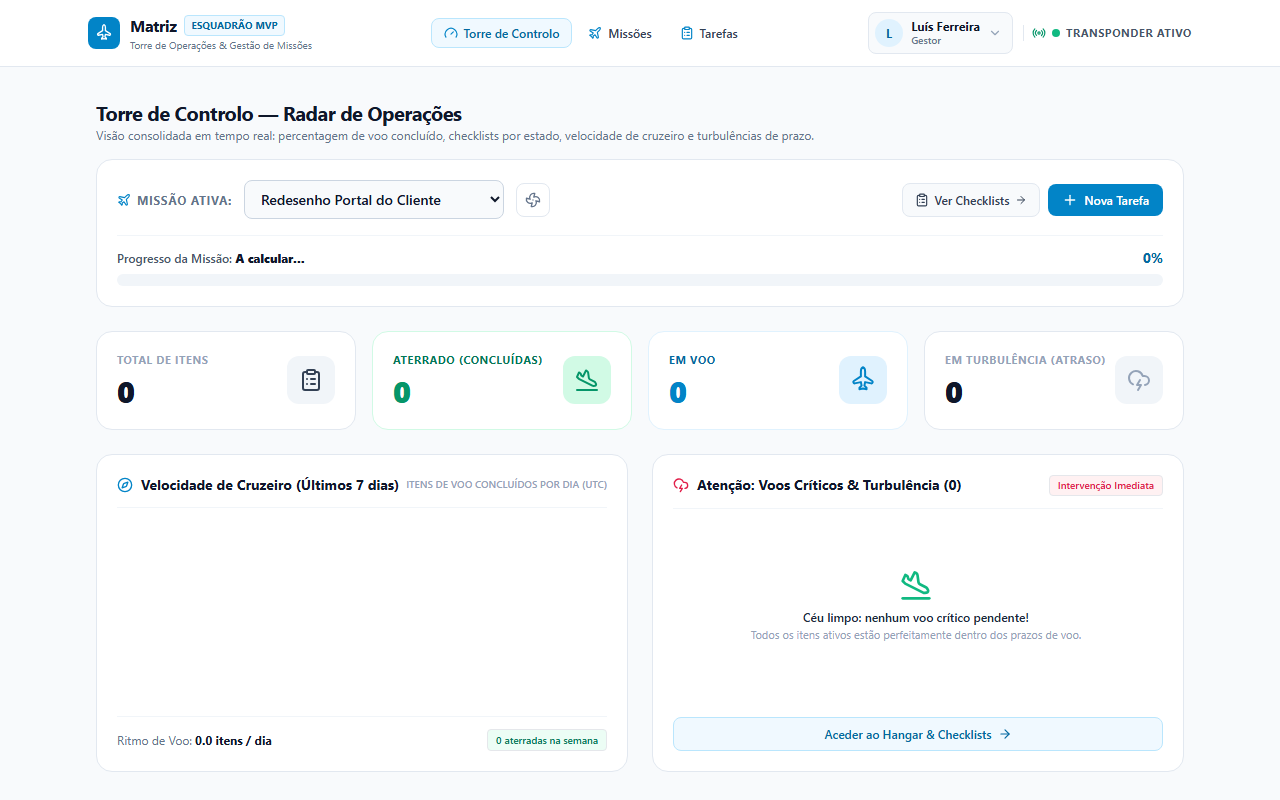 Matriz ESQUADRÃO MVP
Torre de Operações & Gestão de Missões
Torre de Controlo
Missões
Tarefas
L
Luís Ferreira
Gestor
TRANSPONDER ATIVO
Torre de Controlo — Radar de Operações
Visão consolidada em tempo real: percentagem de voo concluído, checklists por estado, velocidade de cruzeiro e turbulências de prazo.
MISSÃO ATIVA:
Redesenho Portal do Cliente
Ver Checklists
Nova Tarefa
Progresso da Missão: A calcular...
0%
TOTAL DE ITENS
0
ATERRADO (CONCLUÍDAS)
0
EM VOO
0
EM TURBULÊNCIA (ATRASO)
0
Velocidade de Cruzeiro (Últimos 7 dias)
ITENS DE VOO CONCLUÍDOS POR DIA (UTC)
Ritmo de Voo: 0.0 itens / dia
0 aterradas na semana
Atenção: Voos Críticos & Turbulência (0)
Intervenção Imediata
Céu limpo: nenhum voo crítico pendente!
Todos os itens ativos estão perfeitamente dentro dos prazos de voo.
Aceder ao Hangar & Checklists